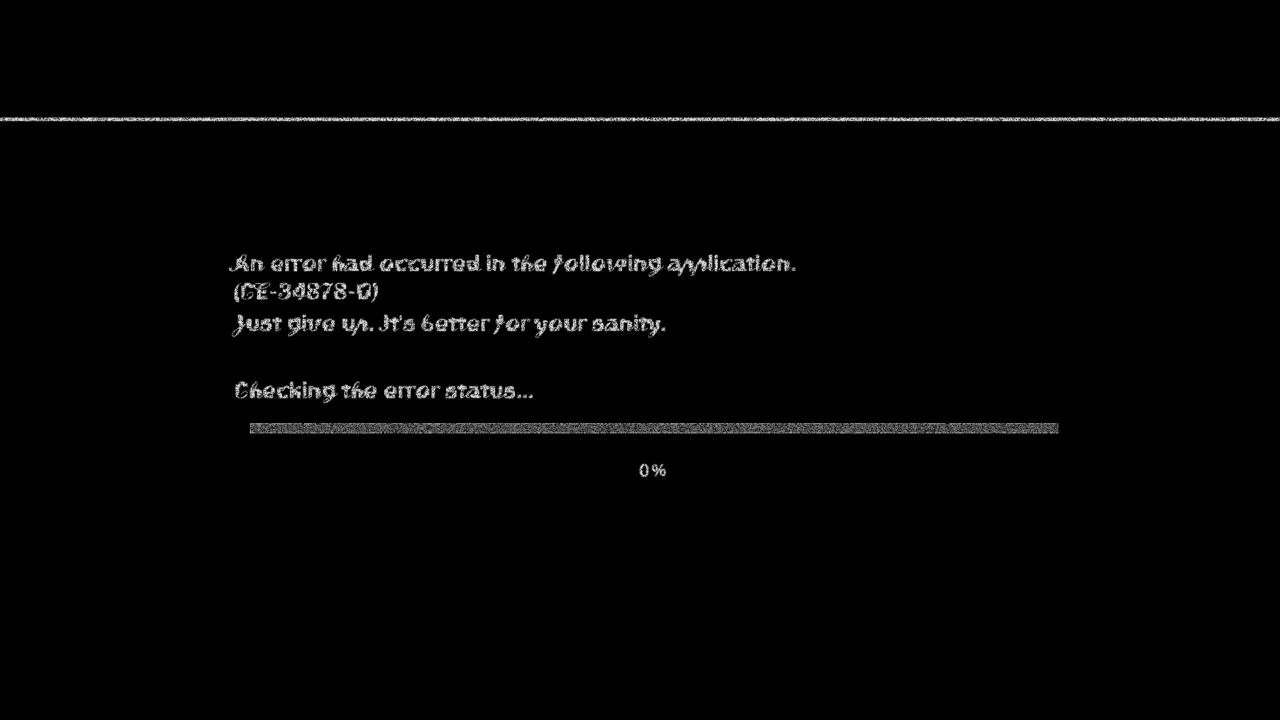 An error had occurred in the following application.
(CE-34878-0)
Just give up. It's better for your sanity.
Checking the error status...
0%